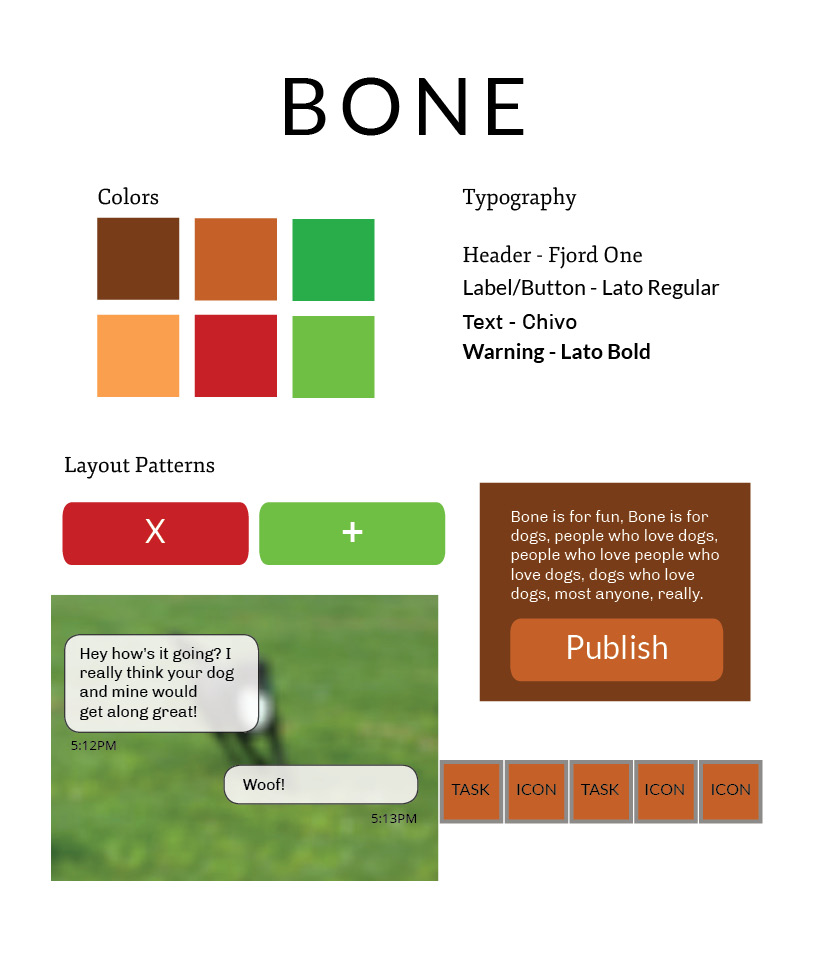 BONE
Colors
Typography
Header - Fjord One
Label/Button - Lato Regular
Text - Chivo
Warning - Lato Bold
Layout Patterns
X
+
Bone is for fun, Bone is for
dogs, people who love dogs,
people who love people who
love dogs, dogs who love
dogs, most anyone, really.
Publish
Hey how's it going? I
really think your dog
and mine would
get along great!
5:12PM
Woof!
5:13PM
TASK
ICON
TASK
ICON
ICON